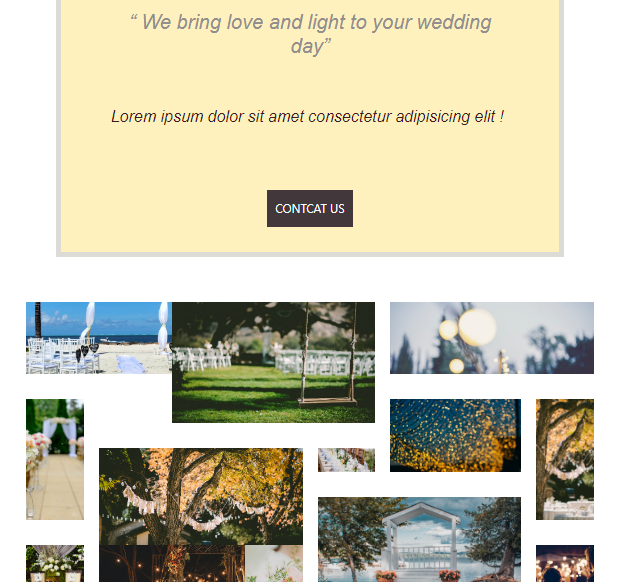 “ We bring love and light to your wedding
day”
Lorem ipsum dolor sit amet consectetur adipisicing elit !
CONTCAT US